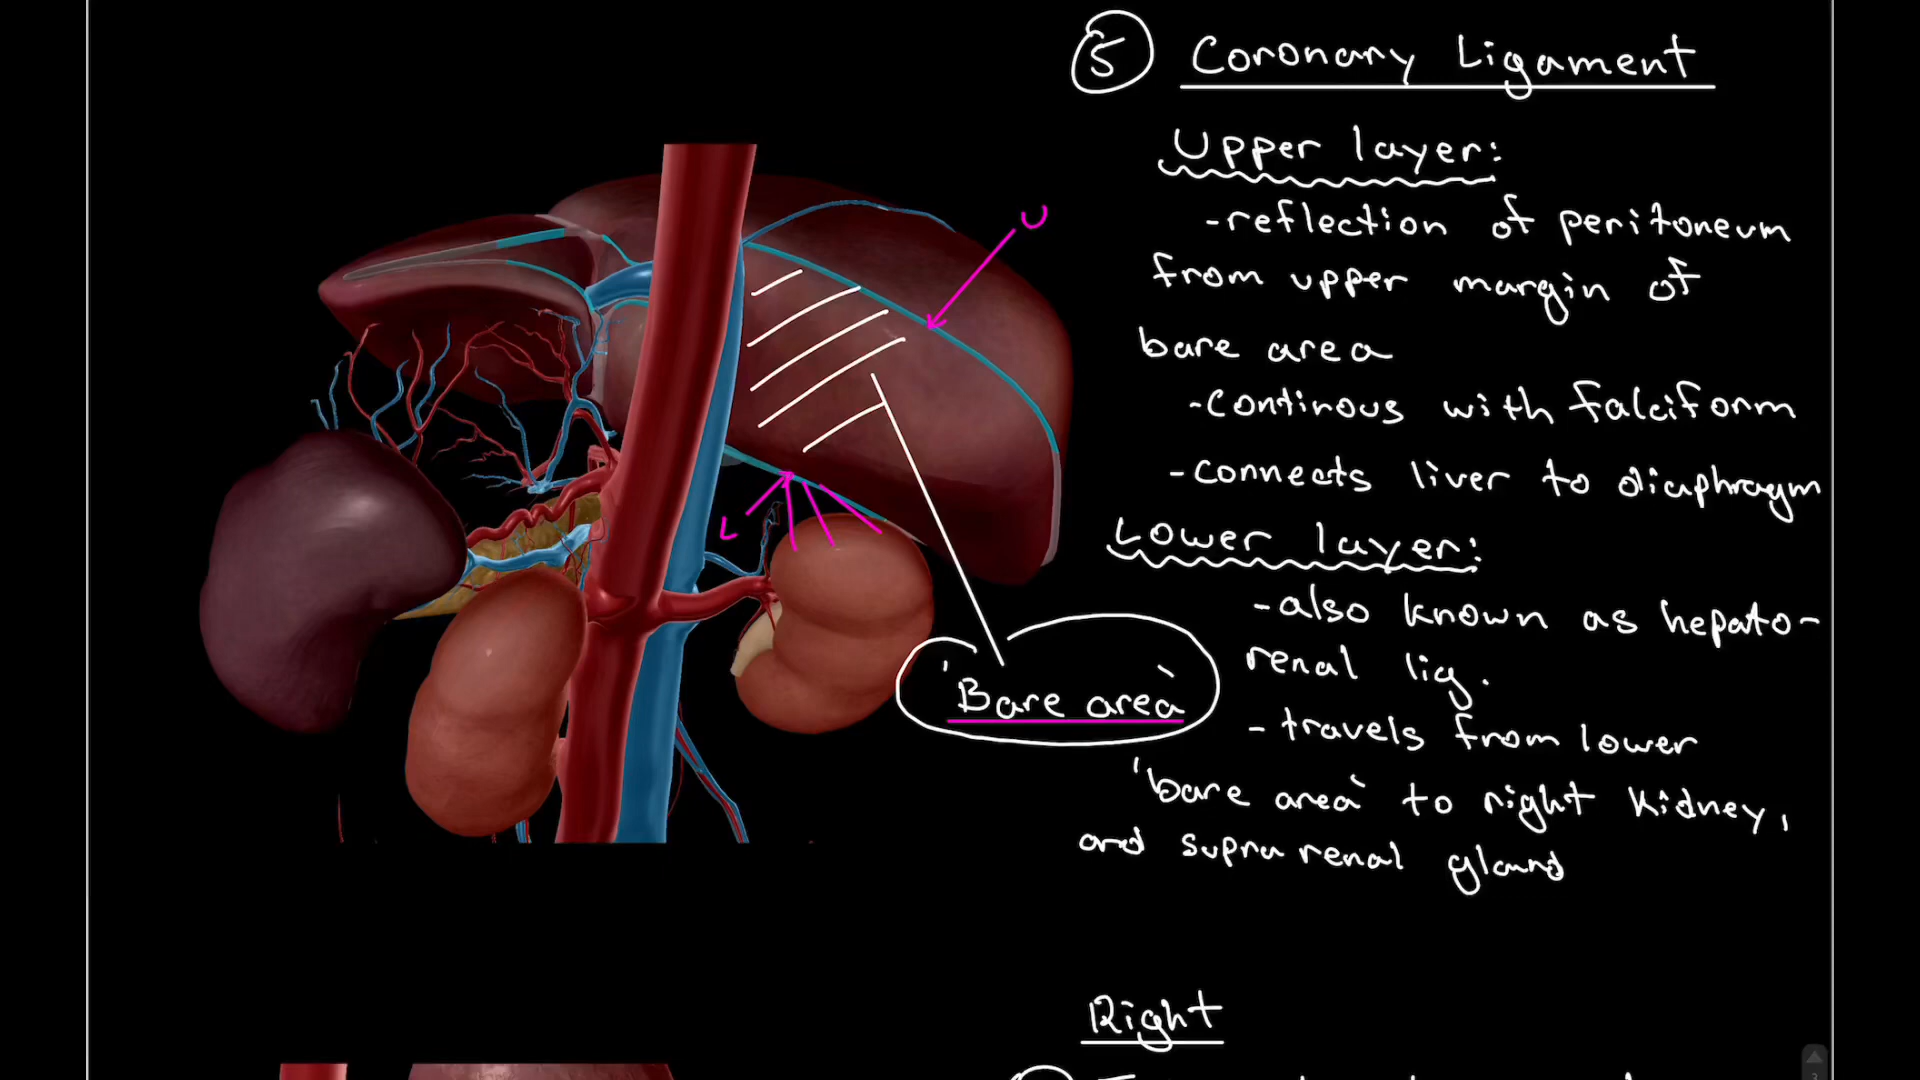 5 Coronary Ligament
Upper layer:
-reflection of peritoneum
from upper margin of
bare area
-continous with falciform
-connects liver to diaphragm
Lower layer:
-also known as hepato-
renal lig.
-travels from lower
'bare area' to right kidney,
and suprarenal gland
U
L
'Bare area'
Right
3